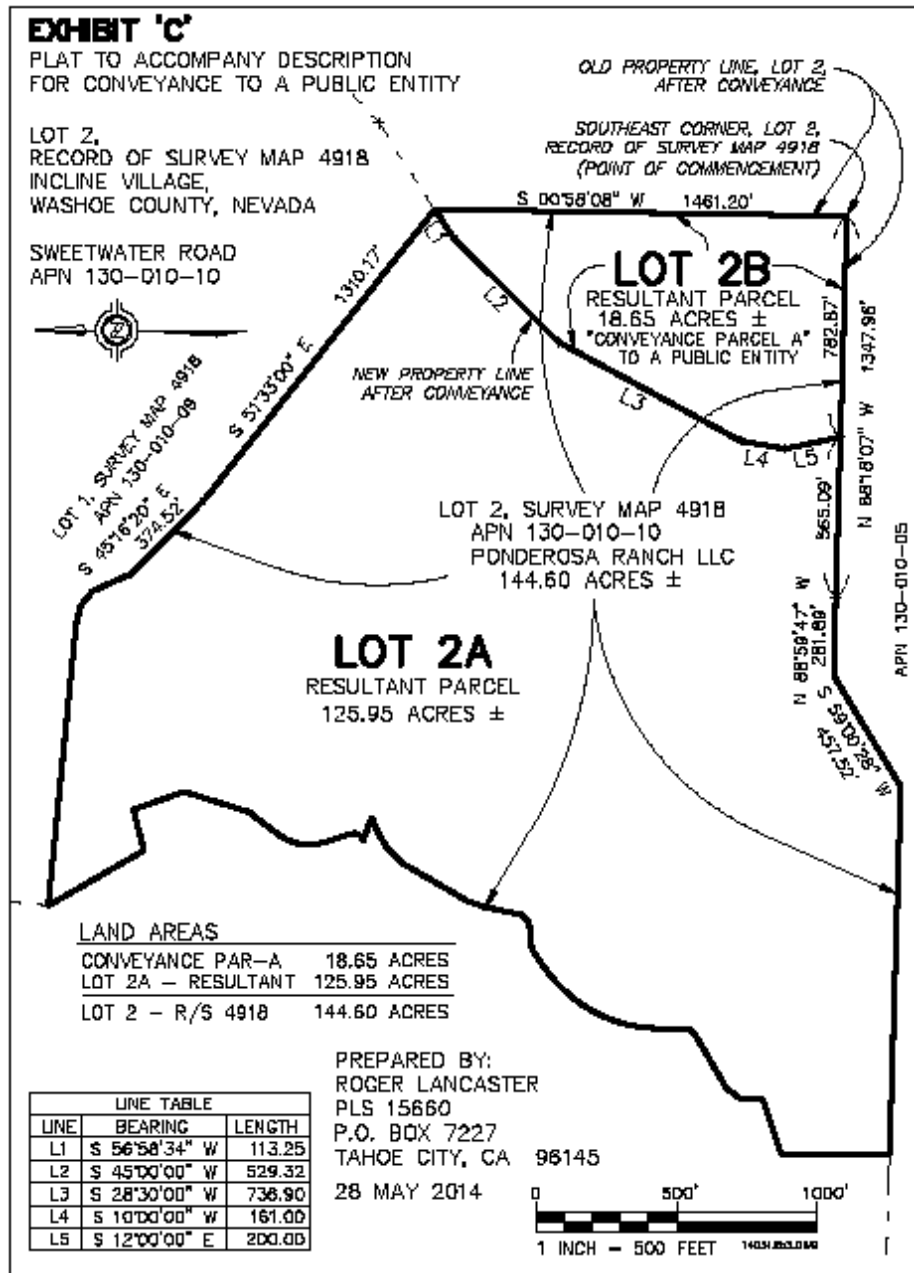 EXHIBIT 'C'
PLAT TO ACCOMPANY DESCRIPTION
FOR CONVEYANCE TO A PUBLIC ENTITY
LOT 2,
RECORD OF SURVEY MAP 4918
INCLINE VILLAGE,
WASHOE COUNTY, NEVADA
SWEETWATER ROAD
APN 130-010-10
OLD PROPERTY LINE, LOT 2,
AFTER CONVEYANCE
SOUTHEAST CORNER, LOT 2,
RECORD OF SURVEY MAP 4918
(POINT OF COMMENCEMENT)
S 00°58'08" W 1461.20'
Z
LOT 2B
RESULTANT PARCEL
18.65 ACRES ±
"CONVEYANCE PARCEL A"
TO A PUBLIC ENTITY
782.87'
N 88°18'07" W 1347.96'
L1
L2
L3
L4
L5
NEW PROPERTY LINE
AFTER CONVEYANCE
1310.17'
S 51°33'00" E
LOT 1, SURVEY MAP 4918
APN 130-010-09
S 45°16'20" E
374.52'
LOT 2, SURVEY MAP 4918
APN 130-010-10
PONDEROSA RANCH LLC
144.60 ACRES ±
565.09'
APN 130-010-05
N 88°59'47" W
281.89'
S 59°00'28" W
457.52'
LOT 2A
RESULTANT PARCEL
125.95 ACRES ±
LAND AREAS
CONVEYANCE PAR-A 18.65 ACRES
LOT 2A - RESULTANT 125.95 ACRES
LOT 2 - R/S 4918 144.60 ACRES
LINE TABLE
LINE BEARING LENGTH
L1 S 56°58'34" W 113.25
L2 S 45°00'00" W 529.32
L3 S 28°30'00" W 736.90
L4 S 10°00'00" W 161.00
L5 S 12°00'00" E 200.00
PREPARED BY:
ROGER LANCASTER
PLS 15660
P.O. BOX 7227
TAHOE CITY, CA 96145
28 MAY 2014
0 500' 1000'
1 INCH = 500 FEET